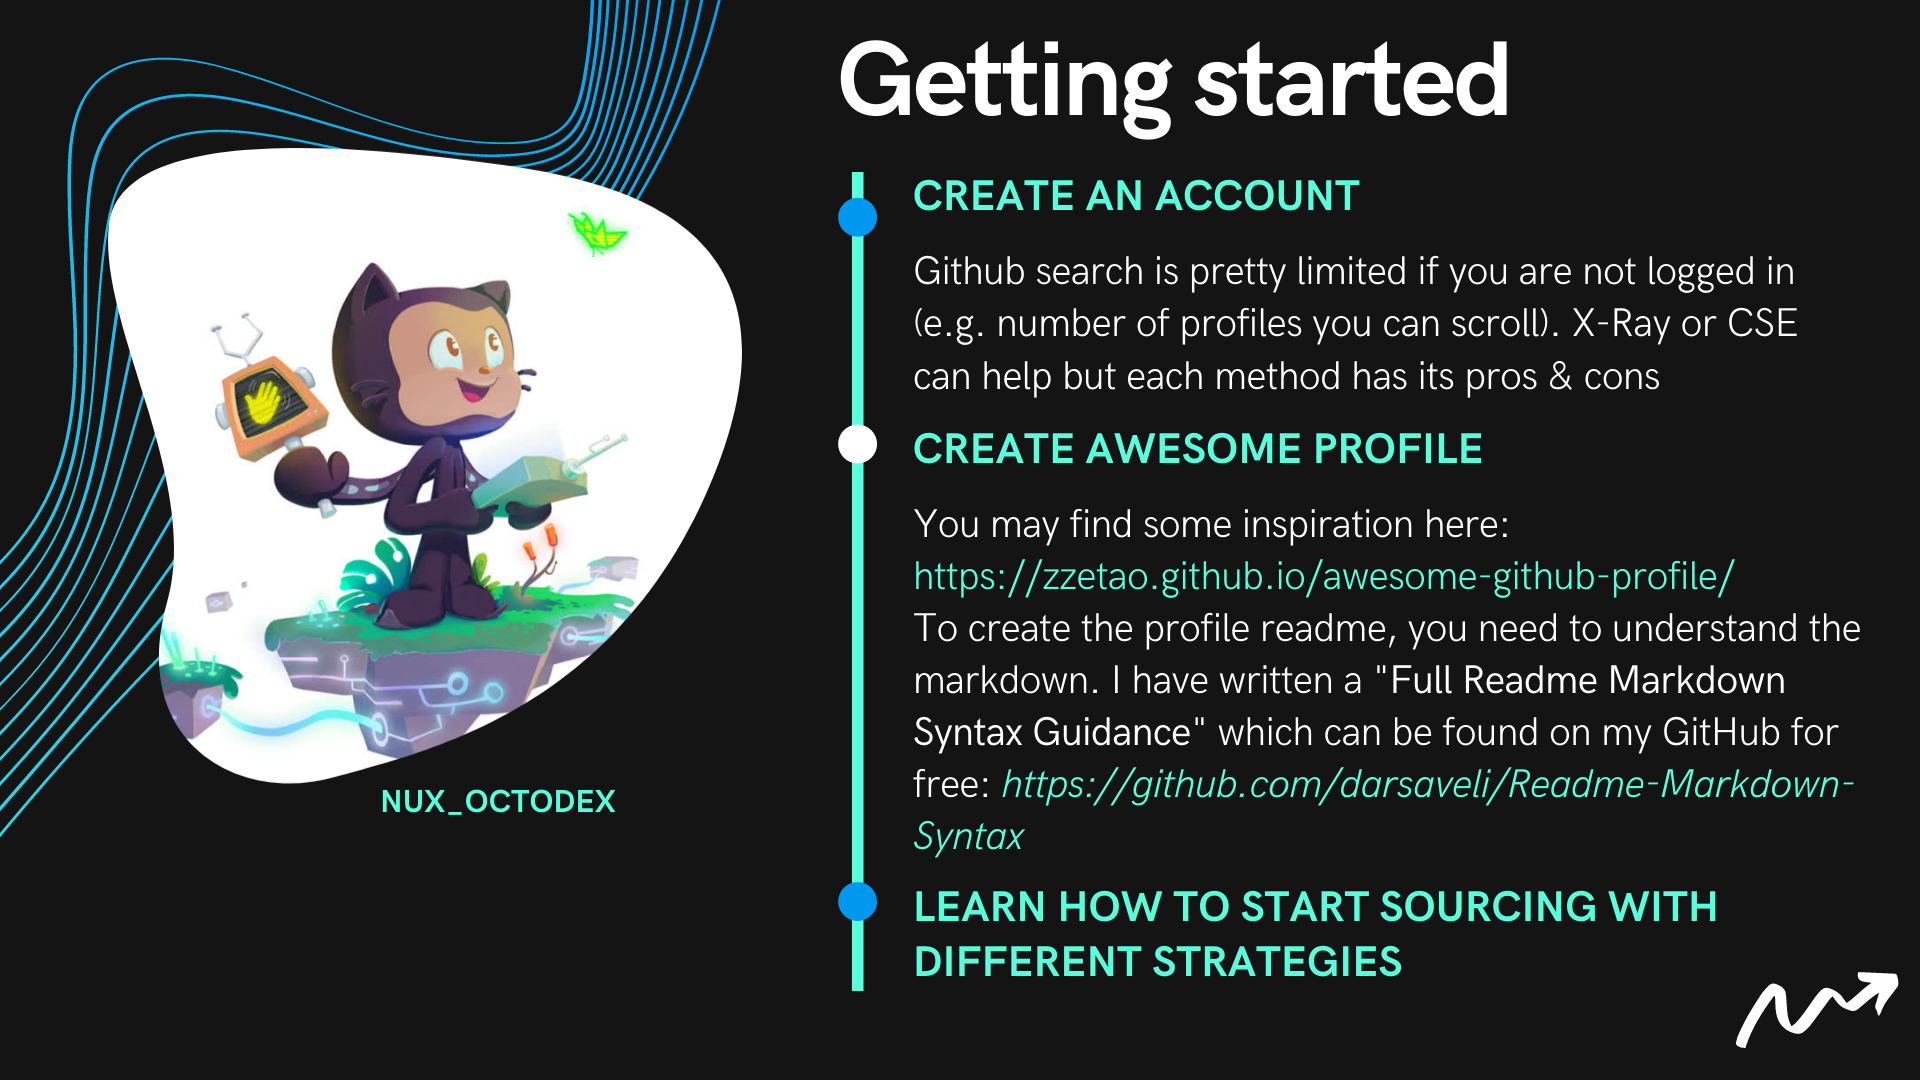 Getting started
CREATE AN ACCOUNT
Github search is pretty limited if you are not logged in
(e.g. number of profiles you can scroll). X-Ray or CSE
can help but each method has its pros & cons
CREATE AWESOME PROFILE
You may find some inspiration here:
https://zzetao.github.io/awesome-github-profile/
To create the profile readme, you need to understand the
markdown. I have written a "Full Readme Markdown
Syntax Guidance" which can be found on my GitHub for
free: https://github.com/darsaveli/Readme-Markdown-
Syntax
LEARN HOW TO START SOURCING WITH
DIFFERENT STRATEGIES
NUX_OCTODEX